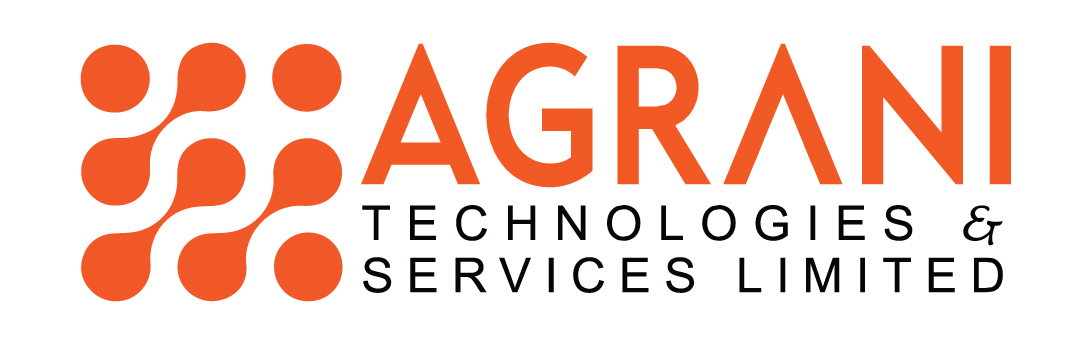 AGRANI
TECHNOLOGIES &
SERVICES LIMITED